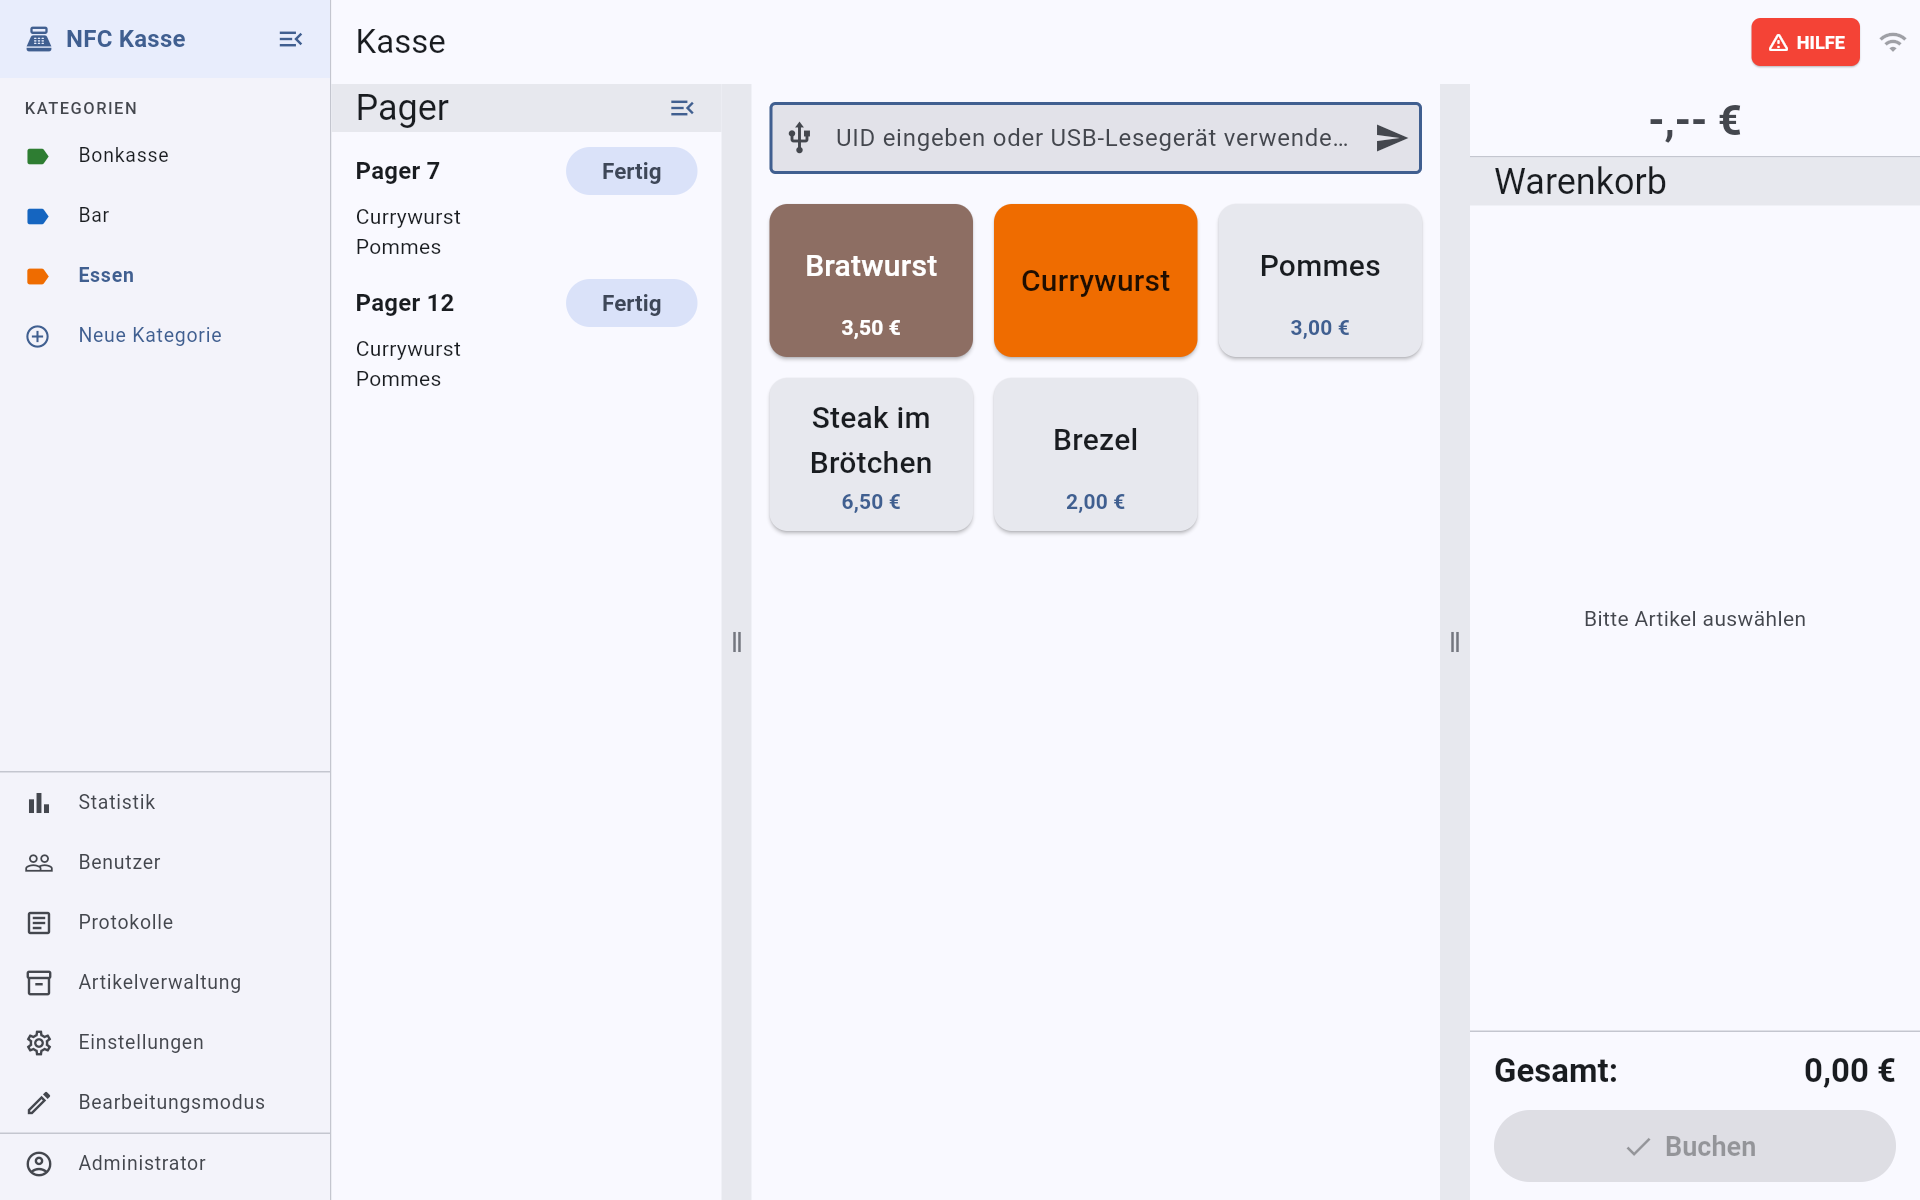 NFC Kasse
KATEGORIEN
Bonkasse
Bar
Essen
Neue Kategorie
Statistik
Benutzer
Protokolle
Artikelverwaltung
Einstellungen
Bearbeitungsmodus
Administrator
Kasse
HILFE
Pager
Pager 7
Fertig
Currywurst
Pommes
Pager 12
Fertig
Currywurst
Pommes
UID eingeben oder USB-Lesegerät verwende…
Bratwurst
3,50 €
Currywurst
Pommes
3,00 €
Steak im
Brötchen
6,50 €
Brezel
2,00 €
-,-- €
Warenkorb
Bitte Artikel auswählen
Gesamt: 0,00 €
Buchen